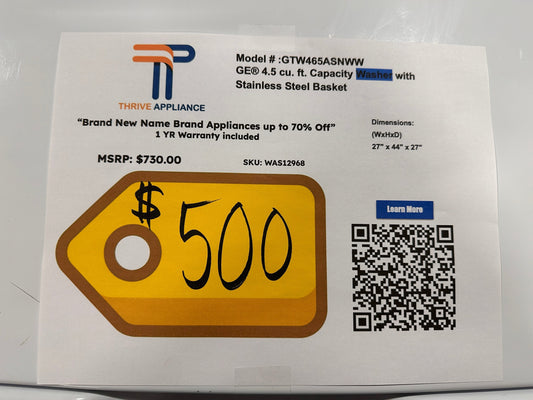 Model # :GTW465ASNWW
GE® 4.5 cu. ft. Capacity Washer with
Stainless Steel Basket
THRIVE APPLIANCE
“Brand New Name Brand Appliances up to 70% Off”
1 YR Warranty included
Dimensions:
(WxHxD)
27" x 44" x 27"
MSRP: $730.00
SKU: WAS12968
$500
Learn More